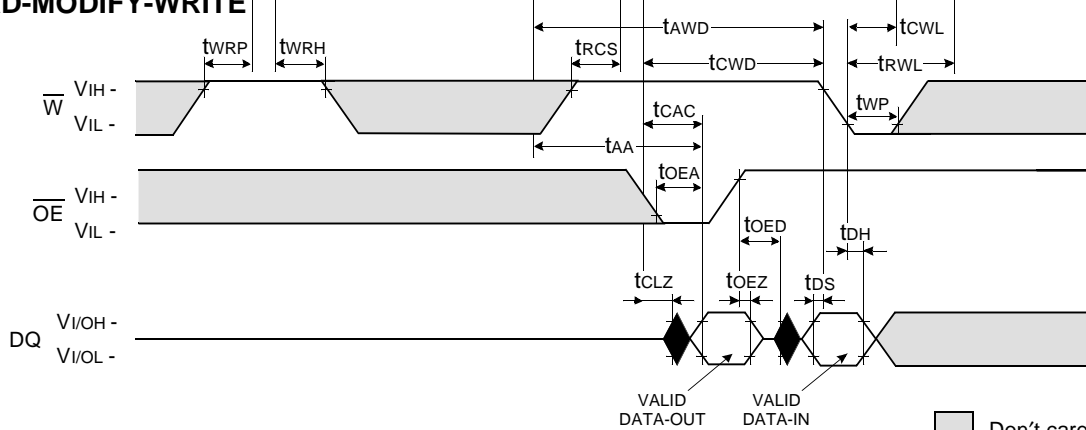 D-MODIFY-WRITE
tAWD
tCWL
tWRP
tWRH
tRCS
tCWD
tRWL
W
VIH -
VIL -
tCAC
tWP
tAA
OE
VIH -
VIL -
tOEA
tOED
tDH
tCLZ
tOEZ
tDS
DQ
VI/OH -
VI/OL -
VALID
DATA-OUT
VALID
DATA-IN
Don't care